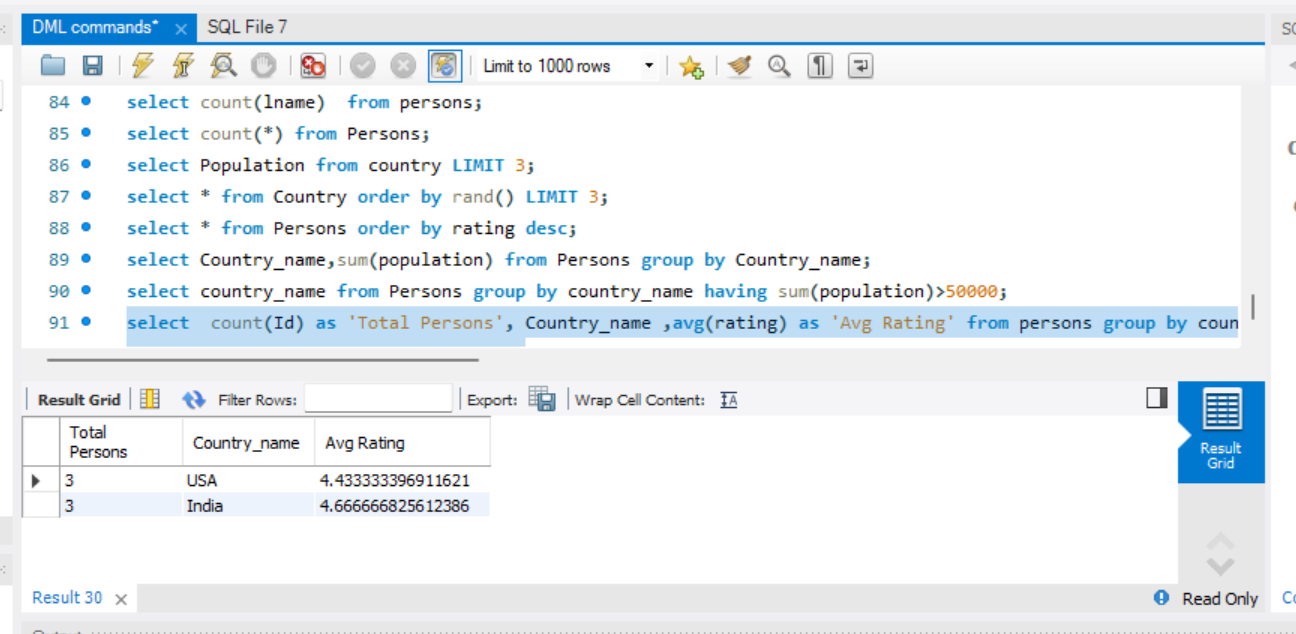 DML commands* × SQL File 7
Limit to 1000 rows
84 select count(lname)  from persons;
85 select count(*) from Persons;
86 select Population from country LIMIT 3;
87 select * from Country order by rand() LIMIT 3;
88 select * from Persons order by rating desc;
89 select Country_name,sum(population) from Persons group by Country_name;
90 select country_name from Persons group by country_name having sum(population)>50000;
91 select  count(Id) as 'Total Persons', Country_name ,avg(rating) as 'Avg Rating' from persons group by coun
Result Grid Filter Rows: Export: Wrap Cell Content:
Total
Persons Country_name Avg Rating
3 USA 4.433333396911621
3 India 4.666666825612386
Result
Grid
Result 30 × Read Only